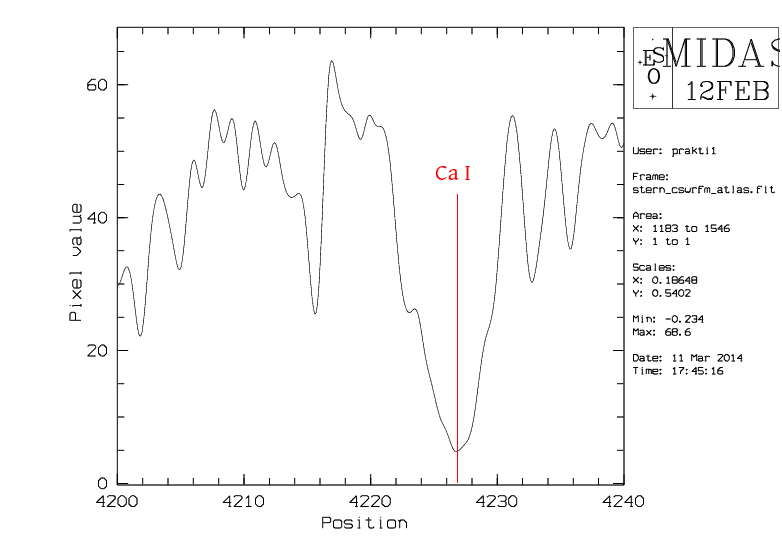 ESO
MIDAS
12FEB
User: prakti1
Frame:
stern_cswrfm_atlas.fit
Area:
X: 1183 to 1546
Y: 1 to 1
Scales:
X: 0.18648
Y: 0.5402
Min: -0.234
Max: 68.6
Date: 11 Mar 2014
Time: 17:45:16
Ca I
Pixel value
60
40
20
0
4200 4210 4220 4230 4240
Position